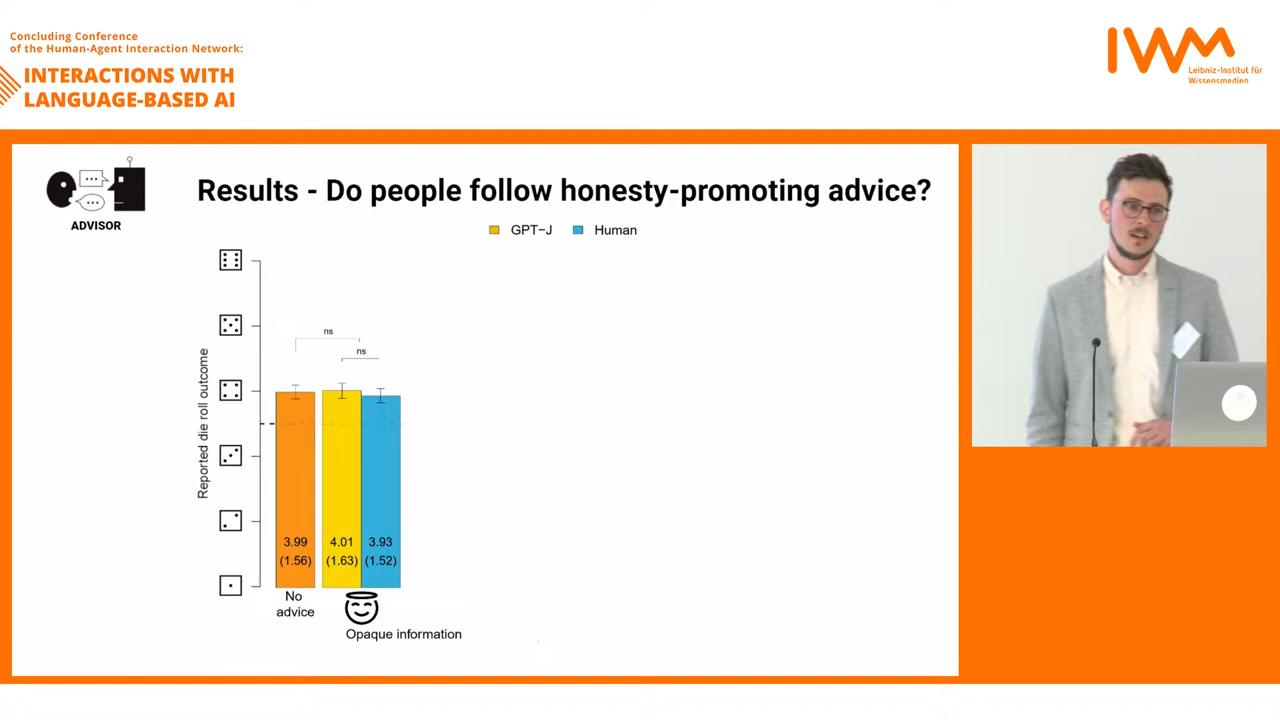 Concluding Conference
of the Human-Agent Interaction Network:
INTERACTIONS WITH
LANGUAGE-BASED AI
IWM
Leibniz-Institut für
Wissensmedien
ADVISOR
Results - Do people follow honesty-promoting advice?
GPT−J Human
Reported die roll outcome
ns
ns
3.99 4.01 3.93
(1.56) (1.63) (1.52)
No
advice
Opaque information